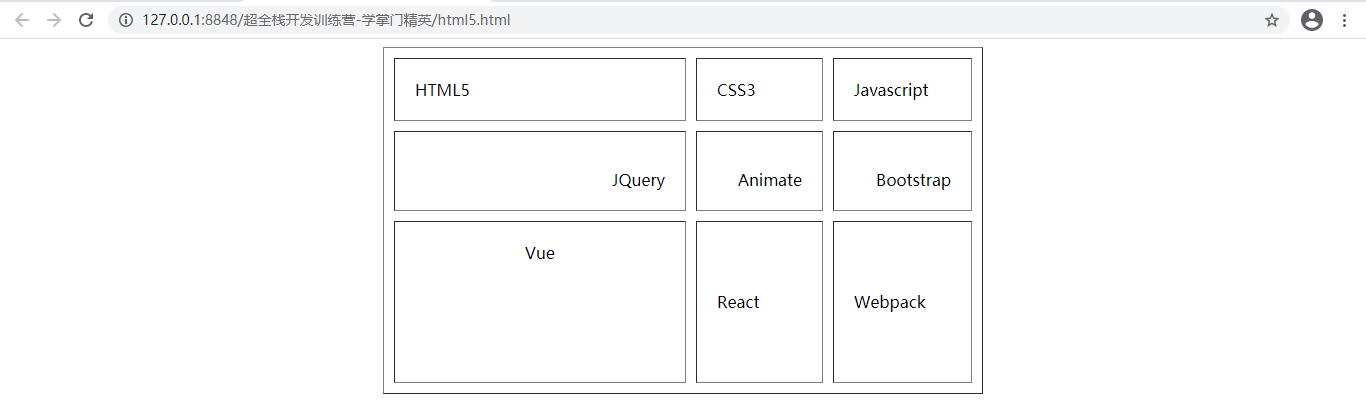 127.0.0.1:8848/超全栈开发训练营-学掌门精英/html5.html
HTML5 CSS3 Javascript
JQuery Animate Bootstrap
Vue
React Webpack